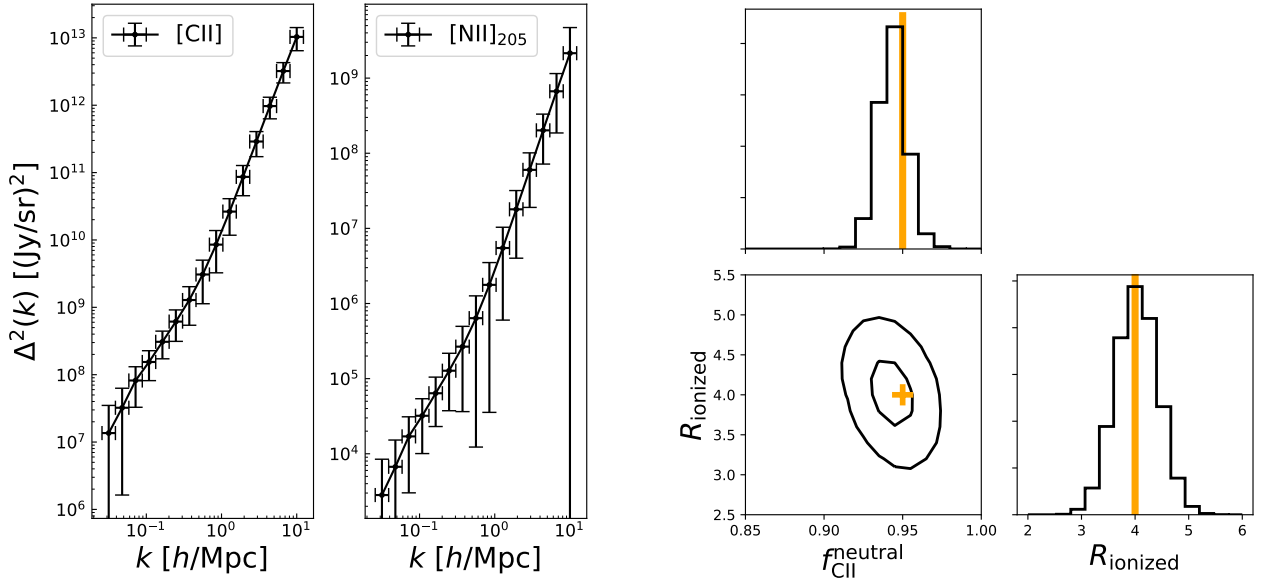 [CII]
[NII]₂₀₅
Δ²(k) [(Jy/sr)²]
10¹³
10¹²
10¹¹
10¹⁰
10⁹
10⁸
10⁷
10⁶
10⁹
10⁸
10⁷
10⁶
10⁵
10⁴
10⁻¹ 10⁰ 10¹
10⁻¹ 10⁰ 10¹
k [h/Mpc]
k [h/Mpc]
R_ionized
5.5
5.0
4.5
4.0
3.5
3.0
2.5
0.85 0.90 0.95 1.00
2 3 4 5 6
f_CII^neutral
R_ionized